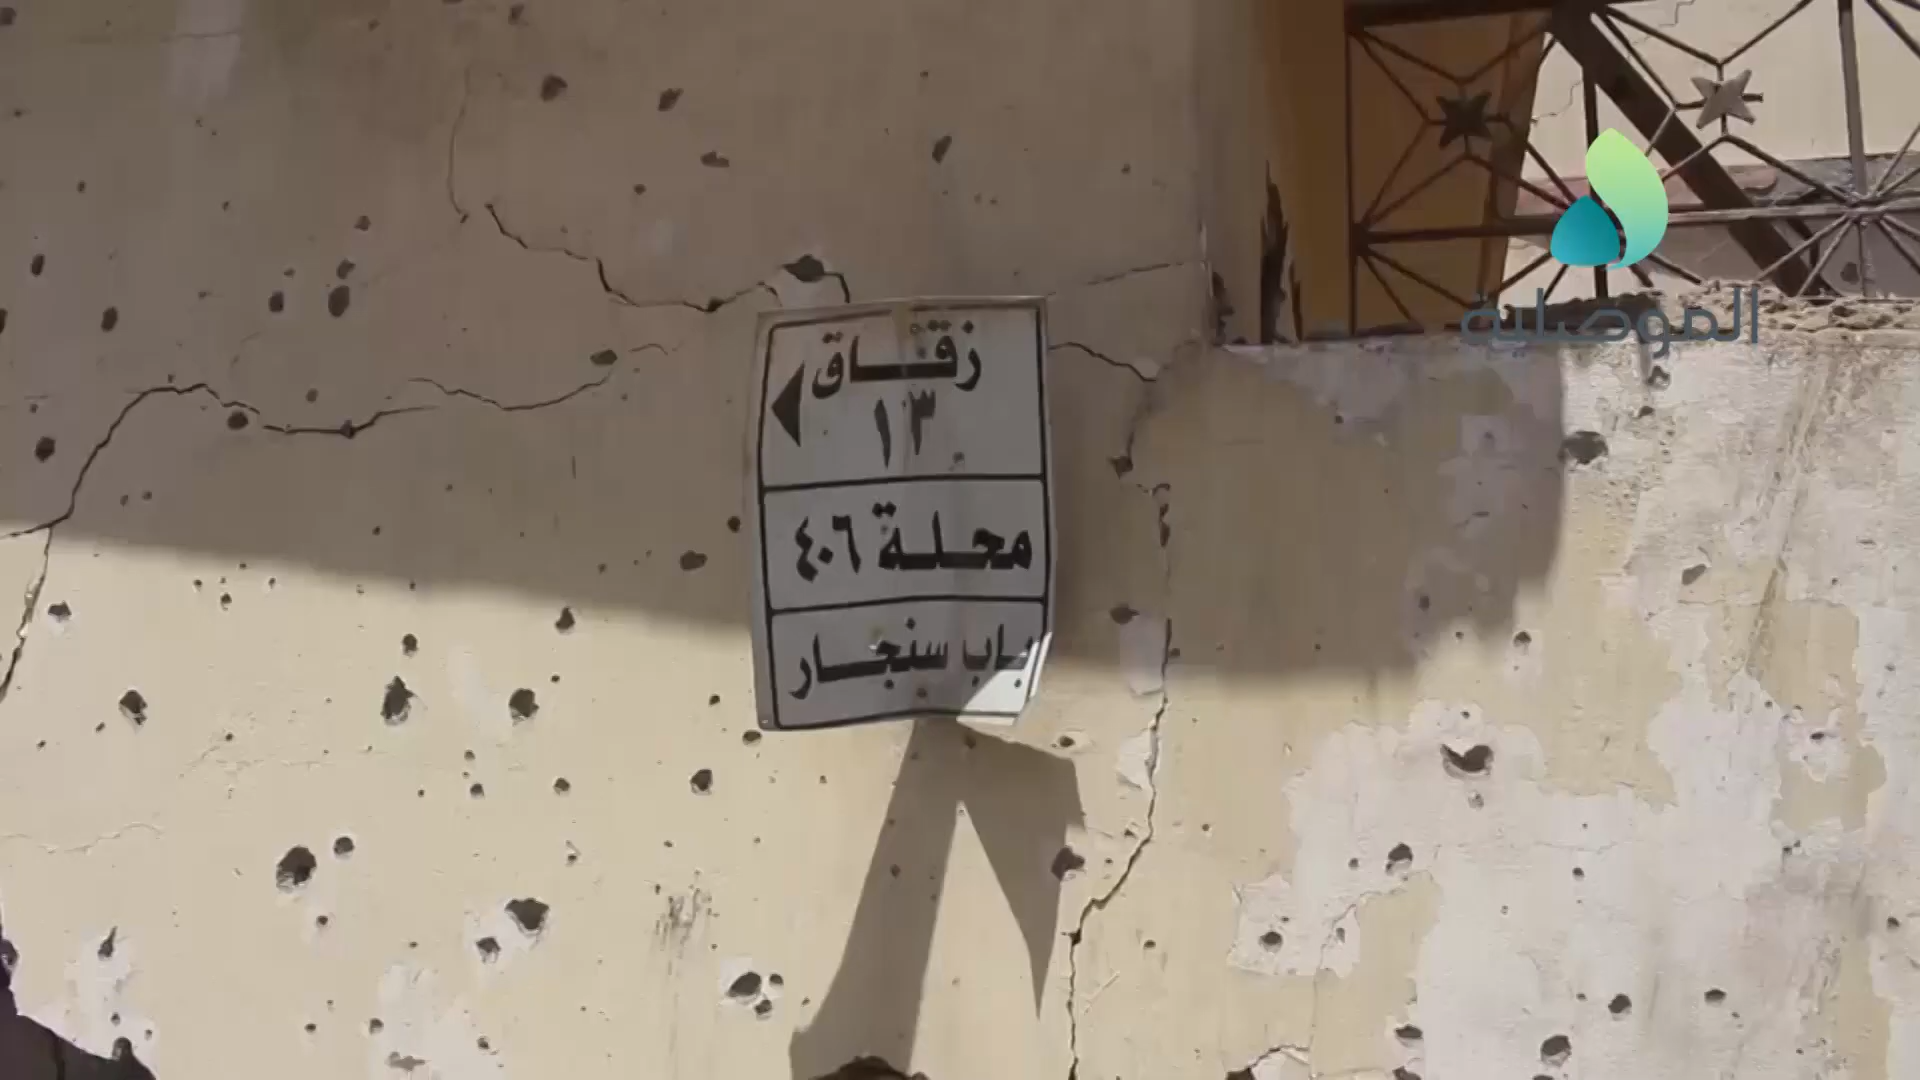 زقاق
١٣
محلة ٤٠٦
باب سنجار
الموصلية